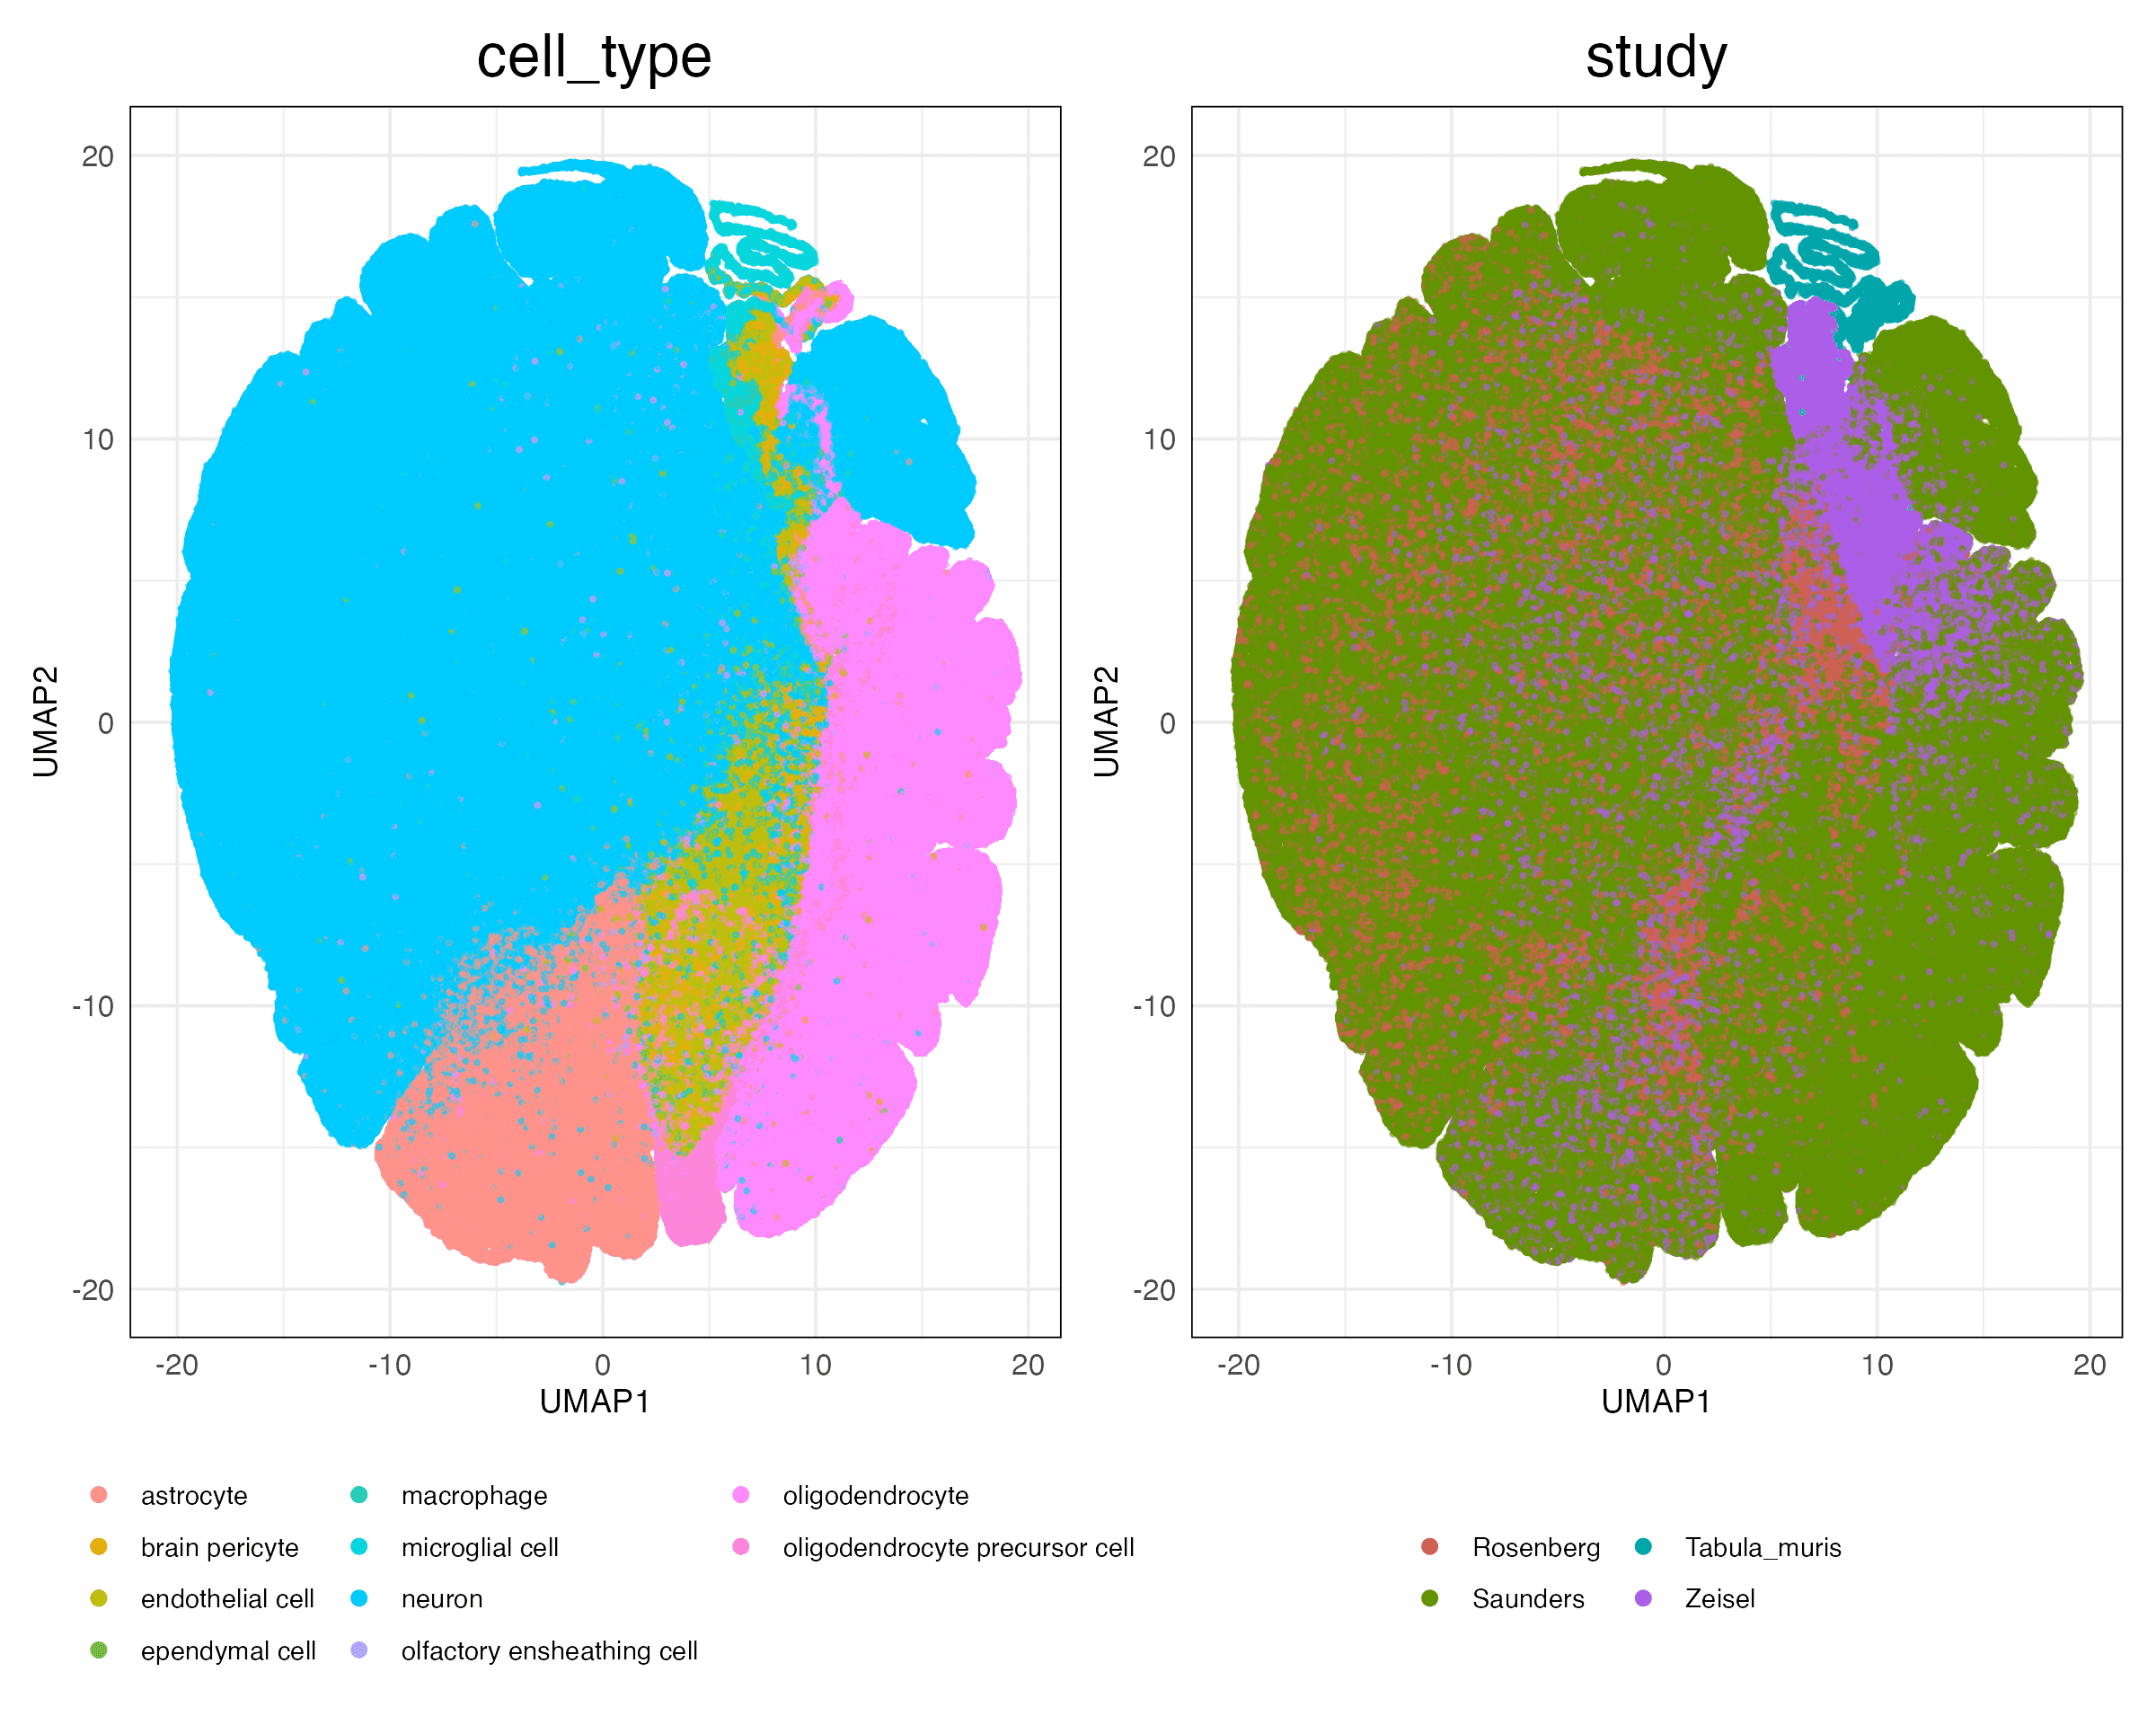 cell_type
study
20
10
0
-10
-20
UMAP2
-20 -10 0 10 20
UMAP1
20
10
0
-10
-20
UMAP2
-20 -10 0 10 20
UMAP1
astrocyte macrophage oligodendrocyte
brain pericyte microglial cell oligodendrocyte precursor cell
endothelial cell neuron
ependymal cell olfactory ensheathing cell
Rosenberg Tabula_muris
Saunders Zeisel